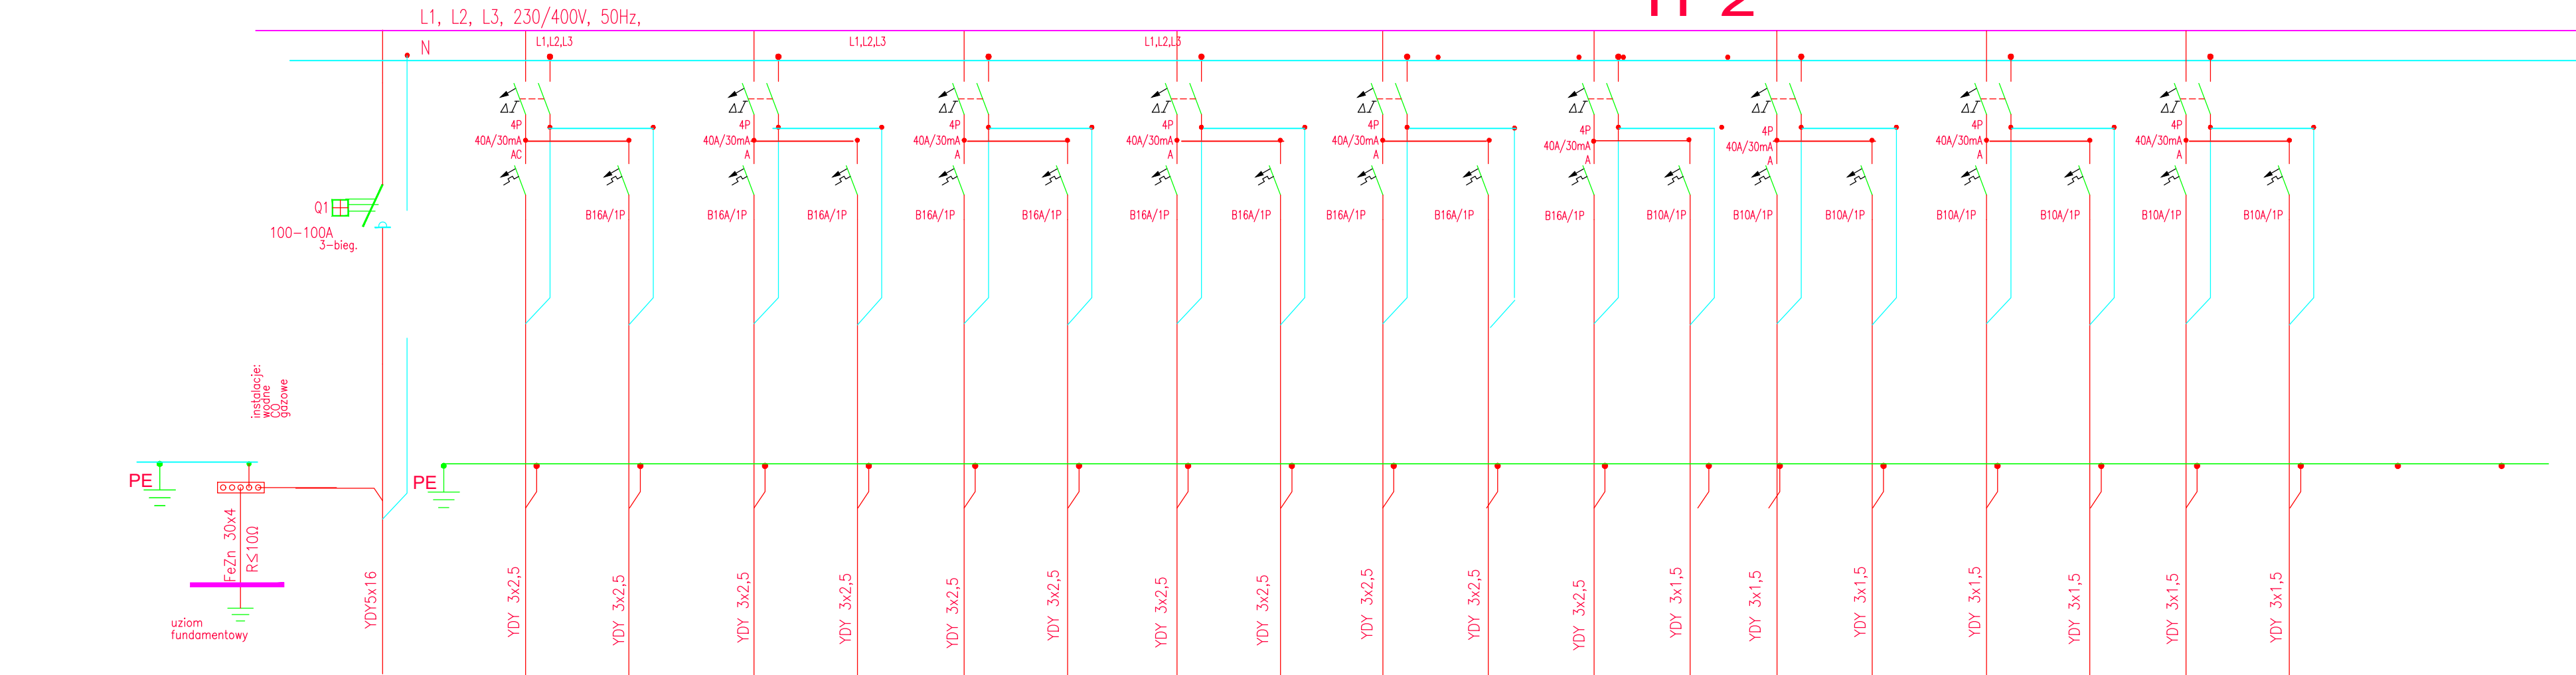 L1, L2, L3, 230/400V, 50Hz,
N
L1,L2,L3
L1,L2,L3
L1,L2,L3
4P
40A/30mA
AC
4P
40A/30mA
A
4P
40A/30mA
A
4P
40A/30mA
A
4P
40A/30mA
A
4P
40A/30mA
A
4P
40A/30mA
A
4P
40A/30mA
A
4P
40A/30mA
A
Q1
100-100A
3-bieg.
B16A/1P
B16A/1P
B16A/1P
B16A/1P
B16A/1P
B16A/1P
B16A/1P
B16A/1P
B16A/1P
B16A/1P
B10A/1P
B10A/1P
B10A/1P
B10A/1P
B10A/1P
B10A/1P
B10A/1P
instalacje:
wodne
CO
gazowe
PE
PE
FeZn 30x4
R≤10Ω
uziom
fundamentowy
YDY5x16
YDY 3x2,5
YDY 3x2,5
YDY 3x2,5
YDY 3x2,5
YDY 3x2,5
YDY 3x2,5
YDY 3x2,5
YDY 3x2,5
YDY 3x2,5
YDY 3x2,5
YDY 3x2,5
YDY 3x1,5
YDY 3x1,5
YDY 3x1,5
YDY 3x1,5
YDY 3x1,5
YDY 3x1,5
YDY 3x1,5